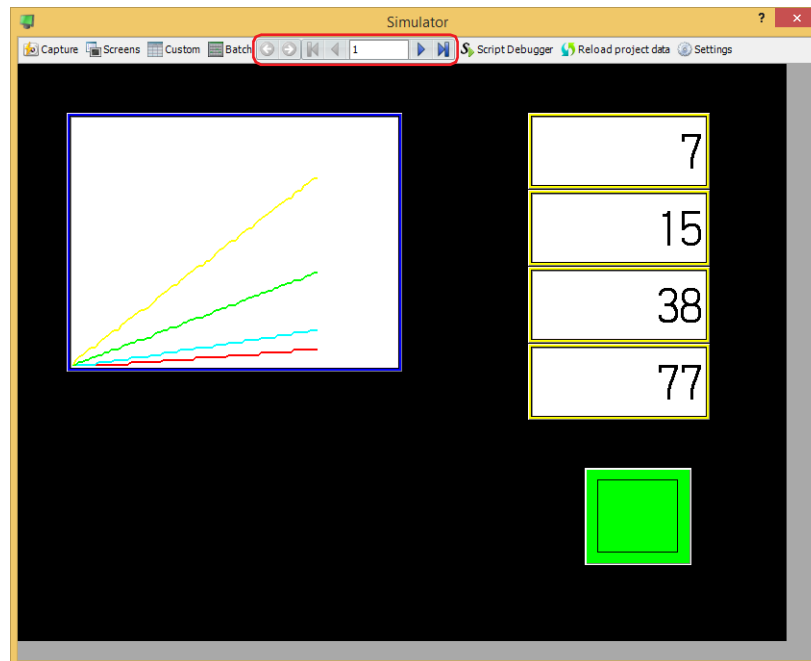 Simulator ? ×
Capture Screens Custom Batch 1 Script Debugger Reload project data Settings
7
15
38
77